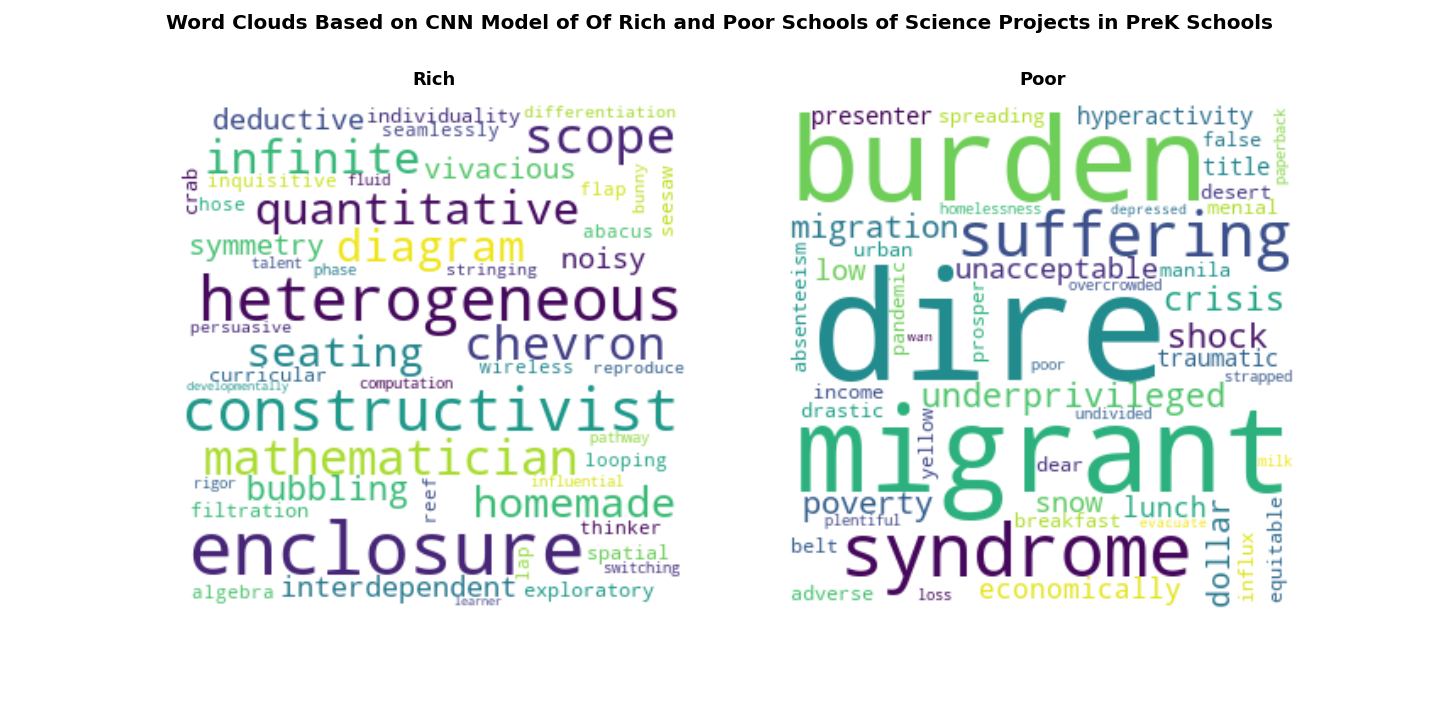 Word Clouds Based on CNN Model of Of Rich and Poor Schools of Science Projects in PreK Schools
Rich
deductive
individuality
differentiation
seamlessly
scope
infinite
vivacious
crab
inquisitive
fluid
flap
bunny
seesaw
hose
quantitative
abacus
symmetry
diagram
noisy
talent
phase
stringing
heterogeneous
persuasive
chevron
seating
wireless
reproduce
curricular
computation
developmentally
constructivist
pathway
mathematician
looping
rigor
bubbling
reef
influential
homemade
filtration
thinker
enclosure
lap
spatial
switching
algebra
interdependent
exploratory
learner
Poor
presenter
spreading
hyperactivity
paperback
burden
false
title
desert
homelessness
depressed
menial
migration
suffering
urban
absenteeism
low
pandemic
unacceptable
manila
overcrowded
prosper
crisis
dire
wan
shock
poor
traumatic
strapped
income
underprivileged
drastic
yellow
undivided
migrant
dear
milk
poverty
snow
lunch
plentiful
breakfast
evacuate
dollar
equitable
belt
syndrome
influx
adverse
loss
economically